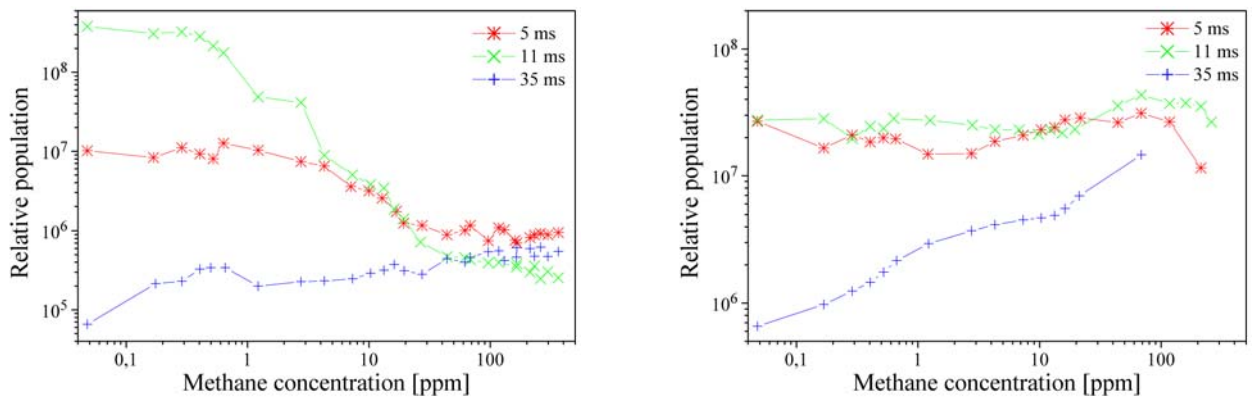 5 ms
11 ms
35 ms
10^8
10^7
10^6
10^5
Relative population
0,1 1 10 100
Methane concentration [ppm]
5 ms
11 ms
35 ms
10^8
10^7
10^6
Relative population
0,1 1 10 100
Methane concentration [ppm]